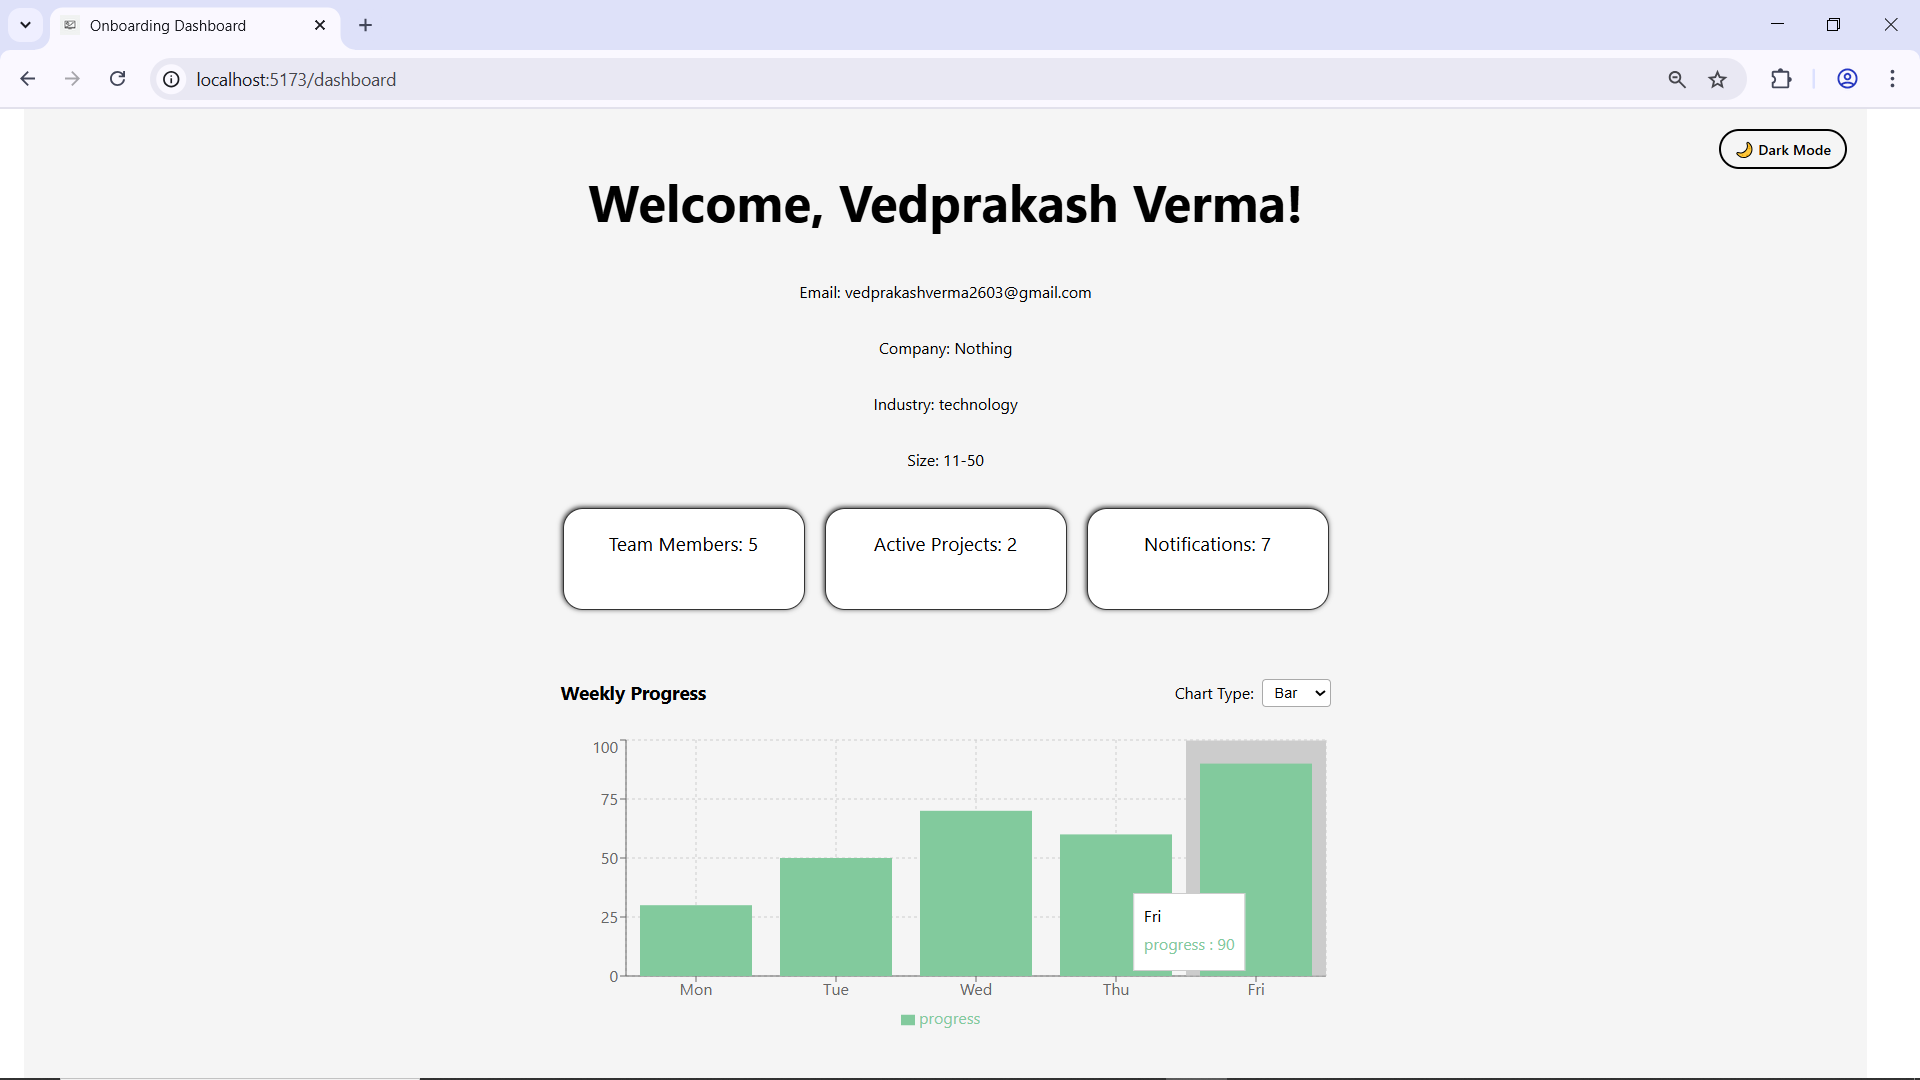 Onboarding Dashboard
localhost:5173/dashboard
🌙 Dark Mode
Welcome, Vedprakash Verma!
Email: vedprakashverma2603@gmail.com
Company: Nothing
Industry: technology
Size: 11-50
Team Members: 5
Active Projects: 2
Notifications: 7
Weekly Progress
Chart Type: Bar
100
75
50
25
0
Fri
progress : 90
Mon Tue Wed Thu Fri
progress